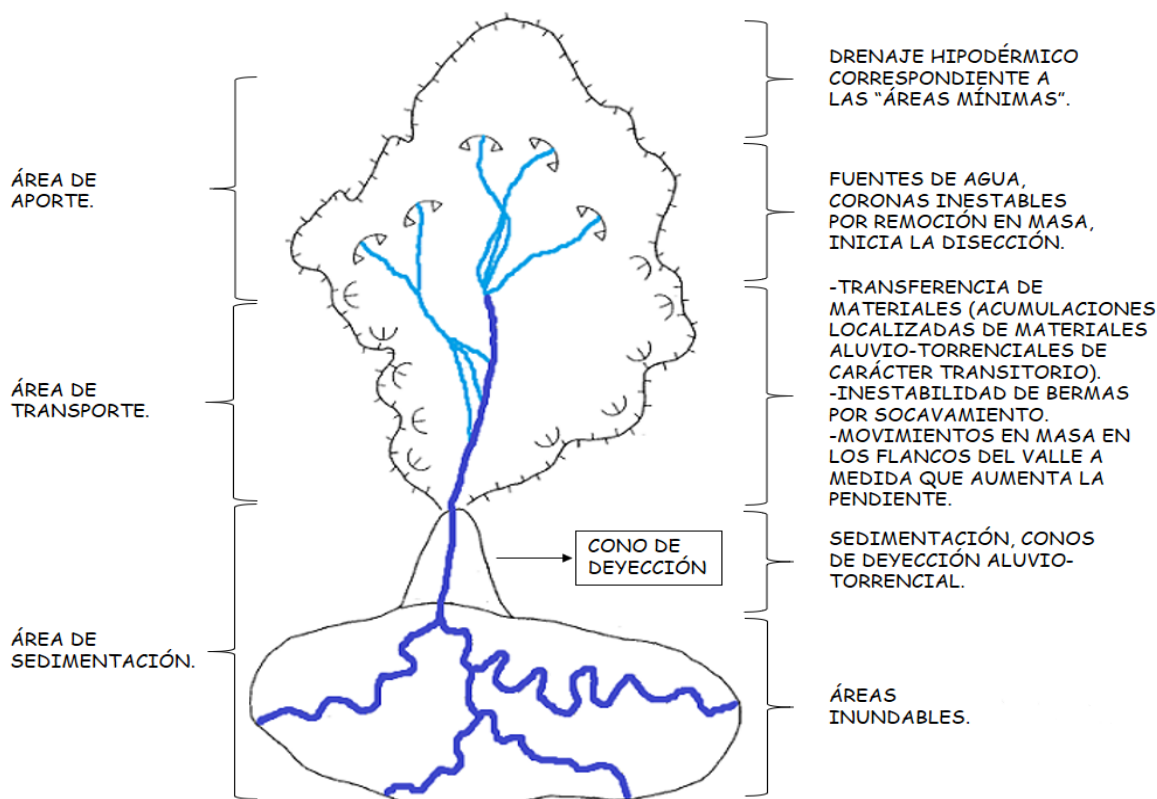 DRENAJE HIPODÉRMICO
CORRESPONDIENTE A
LAS “ÁREAS MÍNIMAS”.
ÁREA DE
APORTE.
FUENTES DE AGUA,
CORONAS INESTABLES
POR REMOCIÓN EN MASA,
INICIA LA DISECCIÓN.
-TRANSFERENCIA DE
MATERIALES (ACUMULACIONES
LOCALIZADAS DE MATERIALES
ALUVIO-TORRENCIALES DE
CARÁCTER TRANSITORIO).
-INESTABILIDAD DE BERMAS
POR SOCAVAMIENTO.
-MOVIMIENTOS EN MASA EN
LOS FLANCOS DEL VALLE A
MEDIDA QUE AUMENTA LA
PENDIENTE.
ÁREA DE
TRANSPORTE.
CONO DE
DEYECCIÓN
SEDIMENTACIÓN, CONOS
DE DEYECCIÓN ALUVIO-
TORRENCIAL.
ÁREA DE
SEDIMENTACIÓN.
ÁREAS
INUNDABLES.